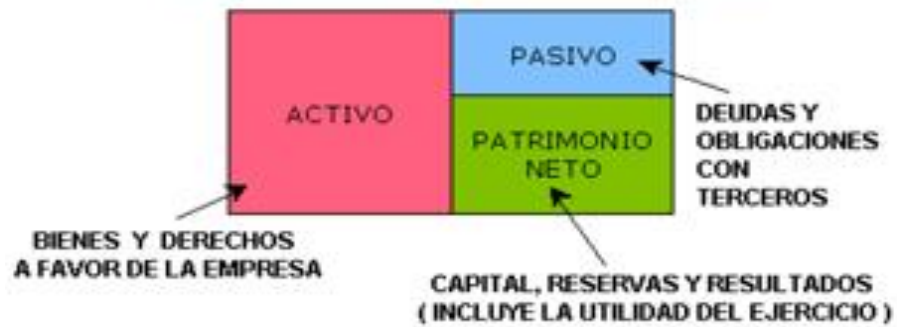 ACTIVO
PASIVO
PATRIMONIO
NETO
DEUDAS Y
OBLIGACIONES
CON
TERCEROS
BIENES Y DERECHOS
A FAVOR DE LA EMPRESA
CAPITAL, RESERVAS Y RESULTADOS
( INCLUYE LA UTILIDAD DEL EJERCICIO )